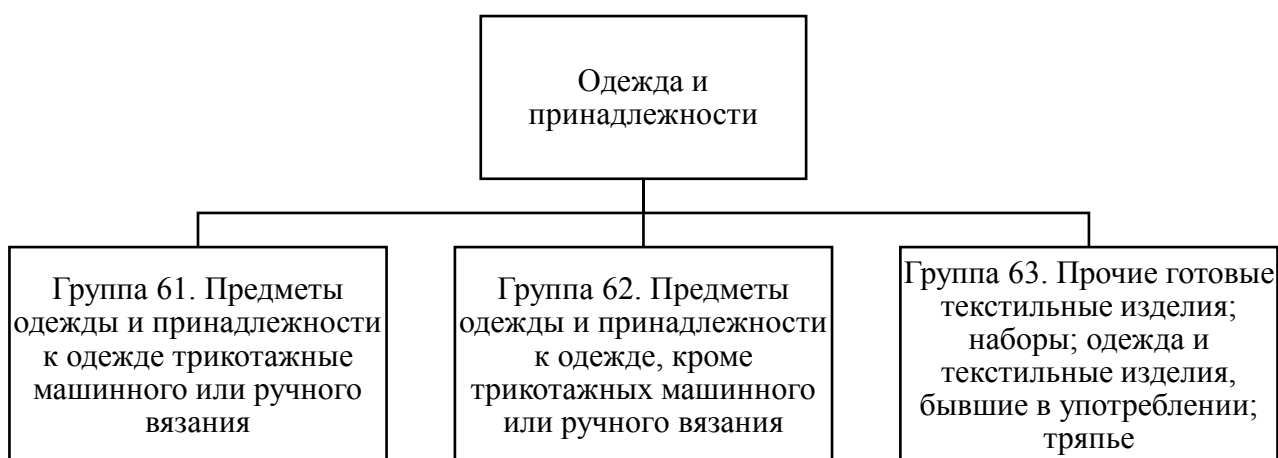 Одежда и
принадлежности
Группа 61. Предметы
одежды и принадлежности
к одежде трикотажные
машинного или ручного
вязания
Группа 62. Предметы
одежды и принадлежности
к одежде, кроме
трикотажных машинного
или ручного вязания
Группа 63. Прочие готовые
текстильные изделия;
наборы; одежда и
текстильные изделия,
бывшие в употреблении;
тряпье